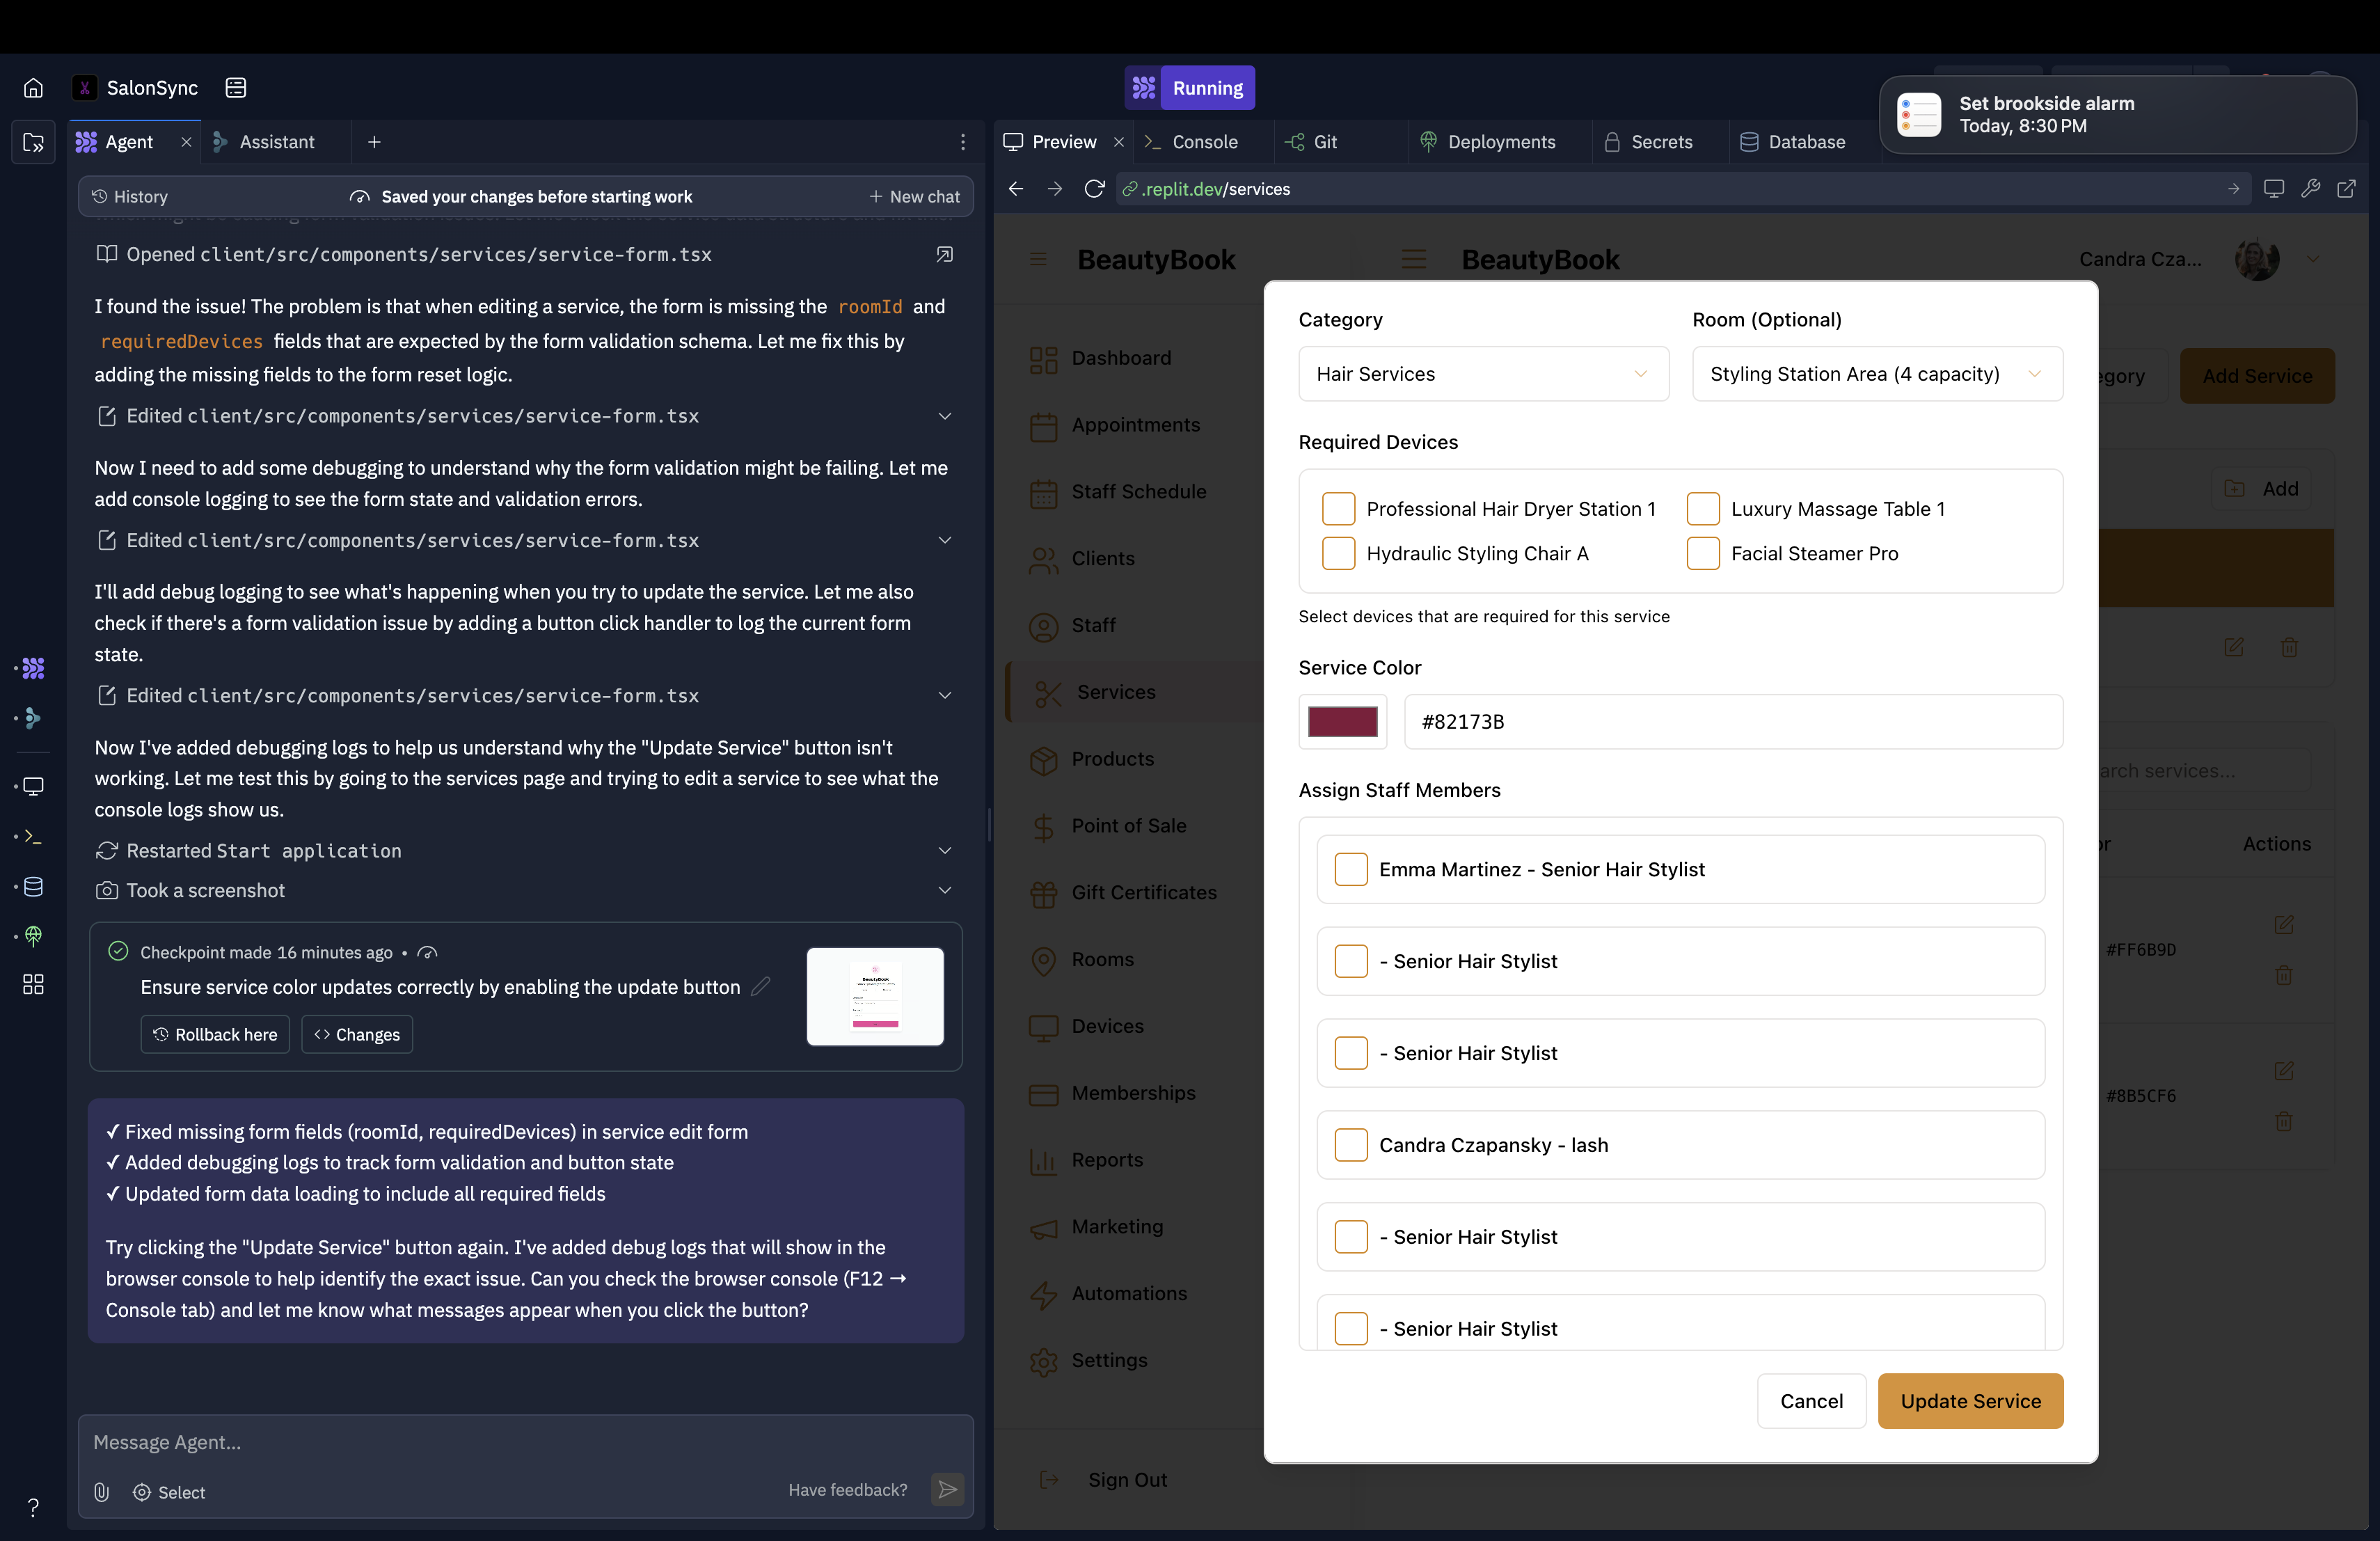 SalonSync
Running
Set brookside alarm
Today, 8:30 PM
Agent
Assistant
History
Saved your changes before starting work
New chat
Opened client/src/components/services/service-form.tsx
I found the issue! The problem is that when editing a service, the form is missing the roomId and
requiredDevices fields that are expected by the form validation schema. Let me fix this by
adding the missing fields to the form reset logic.
Edited client/src/components/services/service-form.tsx
Now I need to add some debugging to understand why the form validation might be failing. Let me
add console logging to see the form state and validation errors.
Edited client/src/components/services/service-form.tsx
I'll add debug logging to see what's happening when you try to update the service. Let me also
check if there's a form validation issue by adding a button click handler to log the current form
state.
Edited client/src/components/services/service-form.tsx
Now I've added debugging logs to help us understand why the "Update Service" button isn't
working. Let me test this by going to the services page and trying to edit a service to see what the
console logs show us.
Restarted Start application
Took a screenshot
Checkpoint made 16 minutes ago •
Ensure service color updates correctly by enabling the update button
Rollback here
Changes
✓ Fixed missing form fields (roomId, requiredDevices) in service edit form
✓ Added debugging logs to track form validation and button state
✓ Updated form data loading to include all required fields
Try clicking the "Update Service" button again. I've added debug logs that will show in the
browser console to help identify the exact issue. Can you check the browser console (F12 →
Console tab) and let me know what messages appear when you click the button?
Message Agent...
Select
Have feedback?
Preview
Console
Git
Deployments
Secrets
Database
.replit.dev/services
BeautyBook
BeautyBook
Candra Cza...
Dashboard
Appointments
Staff Schedule
Clients
Staff
Services
Products
Point of Sale
Gift Certificates
Rooms
Devices
Memberships
Reports
Marketing
Automations
Settings
Sign Out
Category
Room (Optional)
Hair Services
Styling Station Area (4 capacity)
Required Devices
Professional Hair Dryer Station 1
Luxury Massage Table 1
Hydraulic Styling Chair A
Facial Steamer Pro
Select devices that are required for this service
Service Color
#82173B
Assign Staff Members
Emma Martinez - Senior Hair Stylist
- Senior Hair Stylist
- Senior Hair Stylist
Candra Czapansky - lash
- Senior Hair Stylist
- Senior Hair Stylist
Cancel
Update Service
egory
Add Service
Add
arch services...
or
Actions
#FF6B9D
#8B5CF6